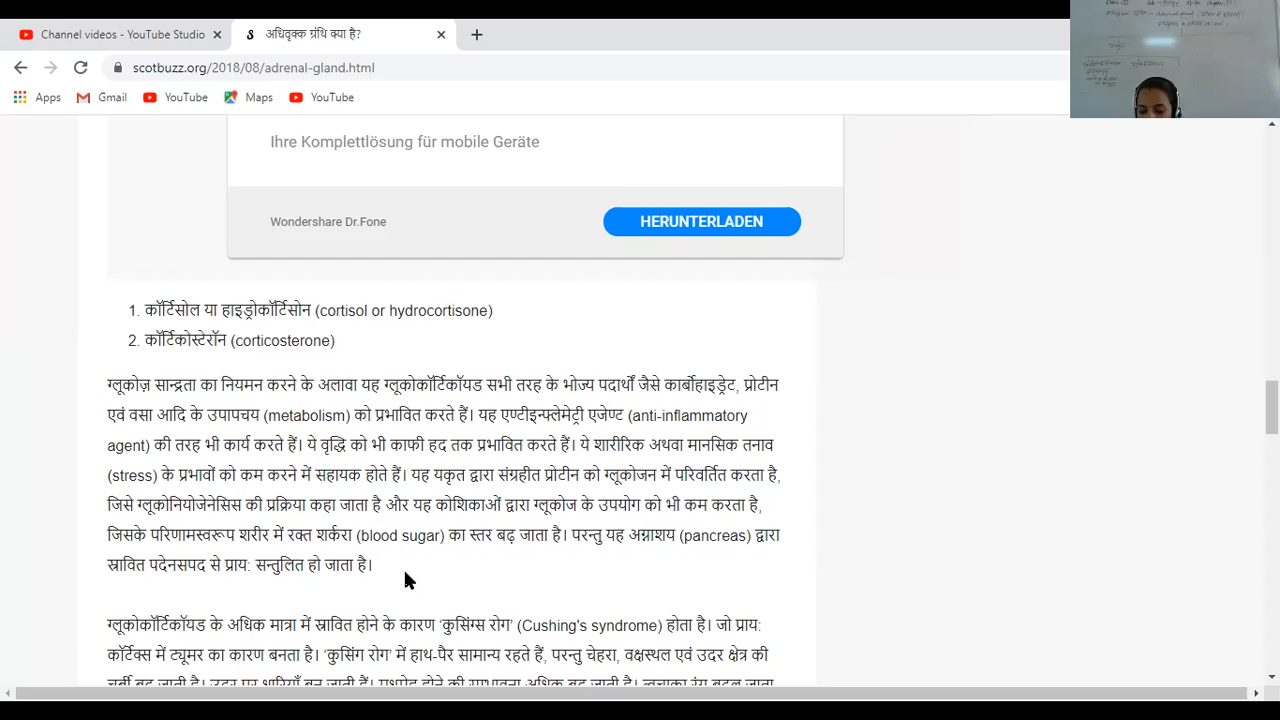 Channel videos - YouTube Studio
अधिवृक्क ग्रंथि क्या है?
scotbuzz.org/2018/08/adrenal-gland.html
Apps Gmail YouTube Maps YouTube
Ihre Komplettlösung für mobile Geräte
Wondershare Dr.Fone
HERUNTERLADEN
1. कॉर्टिसोल या हाइड्रोकॉर्टिसोन (cortisol or hydrocortisone)
2. कॉर्टिकोस्टेरॉन (corticosterone)
ग्लूकोज़ सान्द्रता का नियमन करने के अलावा यह ग्लूकोकॉर्टिकॉयड सभी तरह के भोज्य पदार्थों जैसे कार्बोहाइड्रेट, प्रोटीन
एवं वसा आदि के उपापचय (metabolism) को प्रभावित करते हैं। यह एण्टीइन्फ्लेमेट्री एजेण्ट (anti-inflammatory
agent) की तरह भी कार्य करते हैं। ये वृद्धि को भी काफी हद तक प्रभावित करते हैं। ये शारीरिक अथवा मानसिक तनाव
(stress) के प्रभावों को कम करने में सहायक होते हैं। यह यकृत द्वारा संग्रहीत प्रोटीन को ग्लूकोजन में परिवर्तित करता है,
जिसे ग्लूकोनियोजेनेसिस की प्रक्रिया कहा जाता है और यह कोशिकाओं द्वारा ग्लूकोज के उपयोग को भी कम करता है,
जिसके परिणामस्वरूप शरीर में रक्त शर्करा (blood sugar) का स्तर बढ़ जाता है। परन्तु यह अग्नाशय (pancreas) द्वारा
स्रावित पदेनसपद से प्राय: सन्तुलित हो जाता है।
ग्लूकोकॉर्टिकॉयड के अधिक मात्रा में स्रावित होने के कारण ‘कुसिंग्स रोग’ (Cushing's syndrome) होता है। जो प्राय:
कॉर्टेक्स में ट्यूमर का कारण बनता है। ‘कुसिंग रोग’ में हाथ-पैर सामान्य रहते हैं, परन्तु चेहरा, वक्षस्थल एवं उदर क्षेत्र की